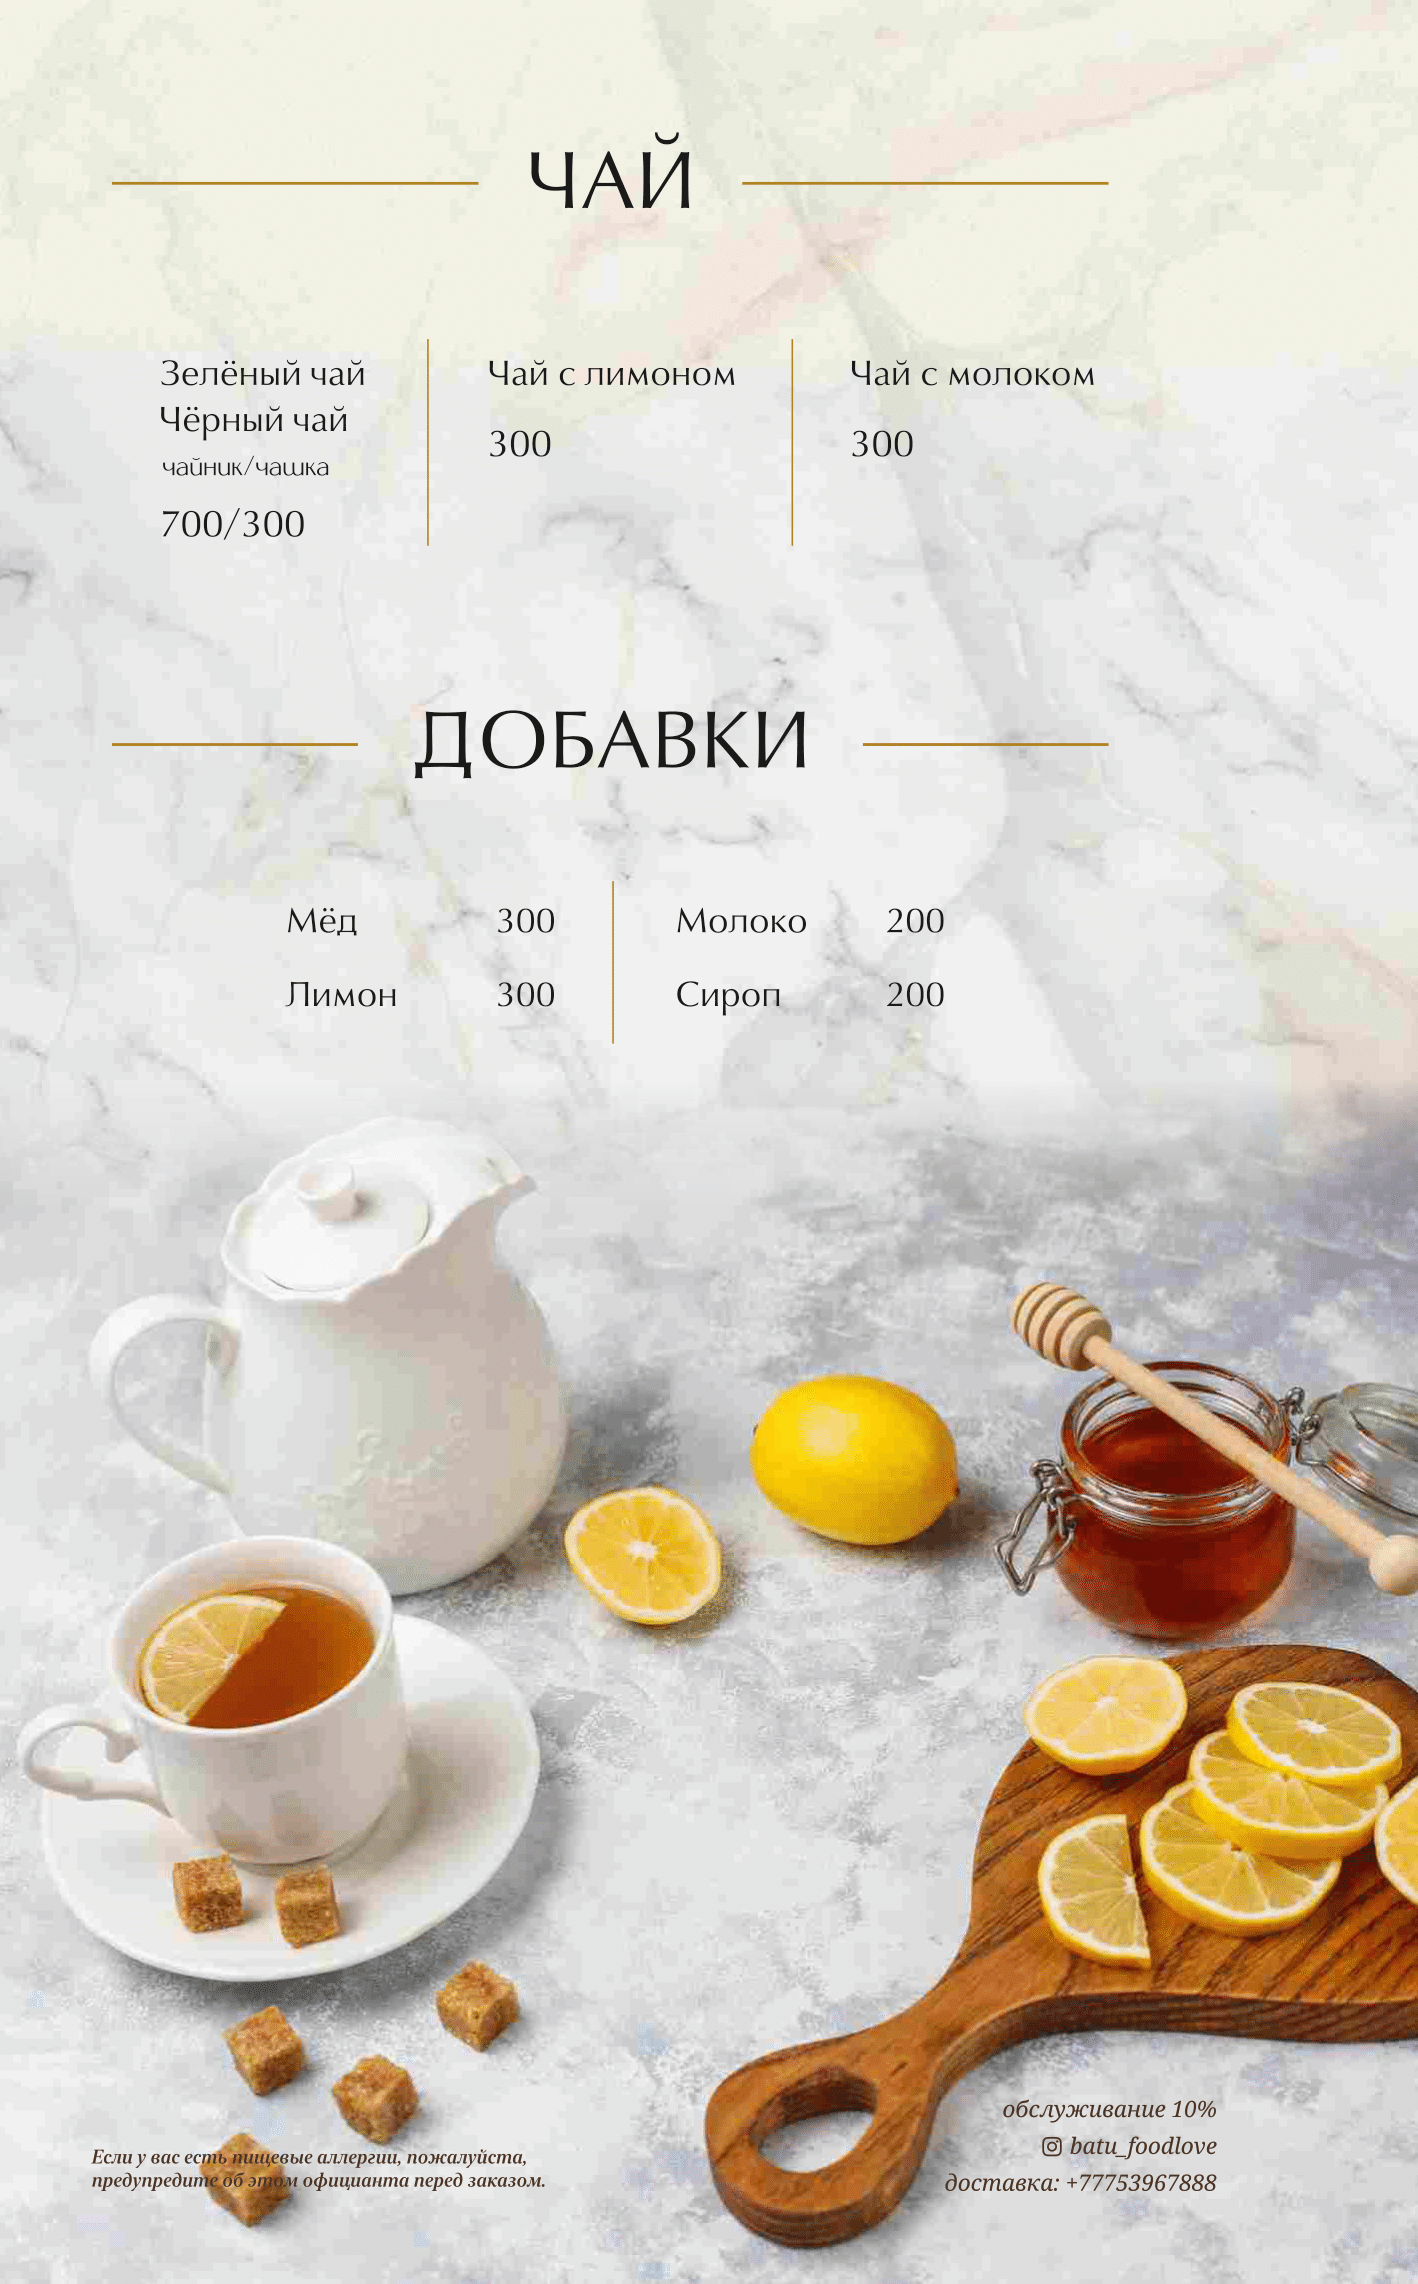 ЧАЙ
Зелёный чай
Чёрный чай
чайник/чашка
700/300
Чай с лимоном
300
Чай с молоком
300
ДОБАВКИ
Мёд 300
Лимон 300
Молоко 200
Сироп 200
Если у вас есть пищевые аллергии, пожалуйста,
предупредите об этом официанта перед заказом.
обслуживание 10%
batu_foodlove
доставка: +77753967888